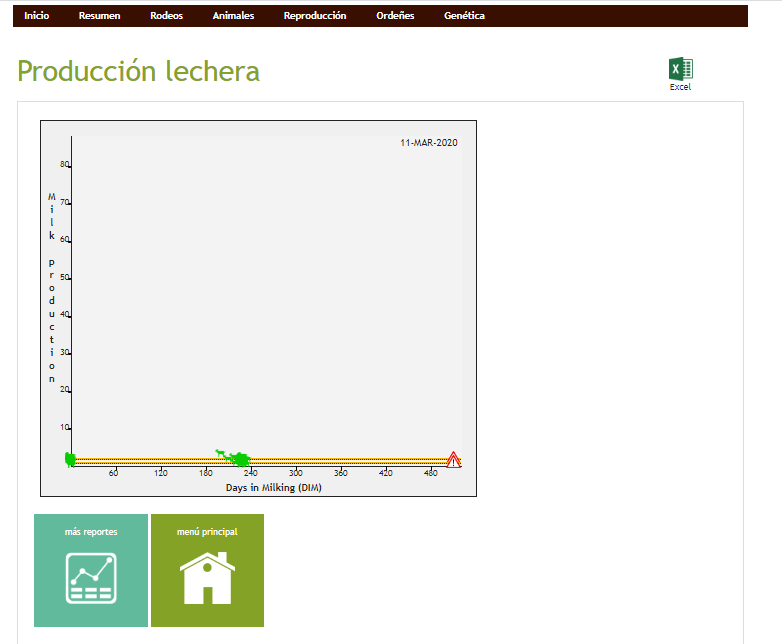 Inicio Resumen Rodeos Animales Reproducción Ordeñes Genética
Producción lechera
Excel
11-MAR-2020
80
70
60
50
40
30
20
10
Milk production
60 120 180 240 300 360 420 480
Days in Milking (DIM)
más reportes menú principal